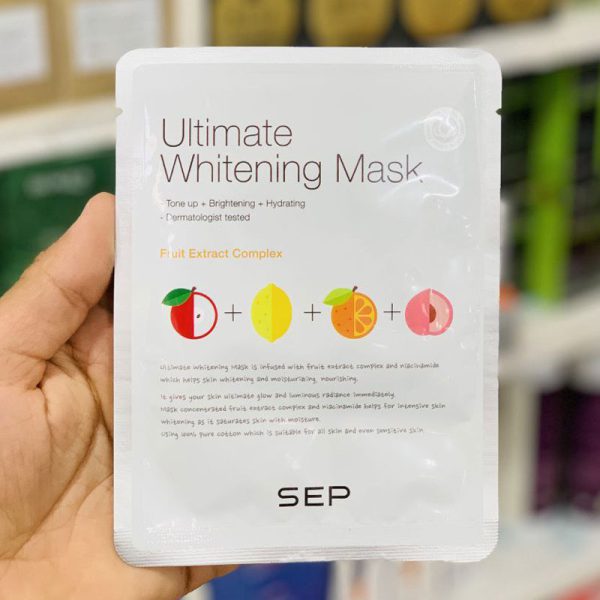 Ultimate
Whitening Mask
- Tone up + Brightening + Hydrating
- Dermatologist tested
Fruit Extract Complex
+ + +
Ultimate Whitening Mask is infused with fruit extract complex and niacinamide
which helps skin whitening and moisturizing, nourishing.
It gives your skin ultimate glow and luminous radiance immediately.
Mask concentrated fruit extract complex and niacinamide helps for intensive skin
whitening as it saturates skin with moisture.
Using pure cotton which is suitable for all skin and even sensitive skin.
SEP